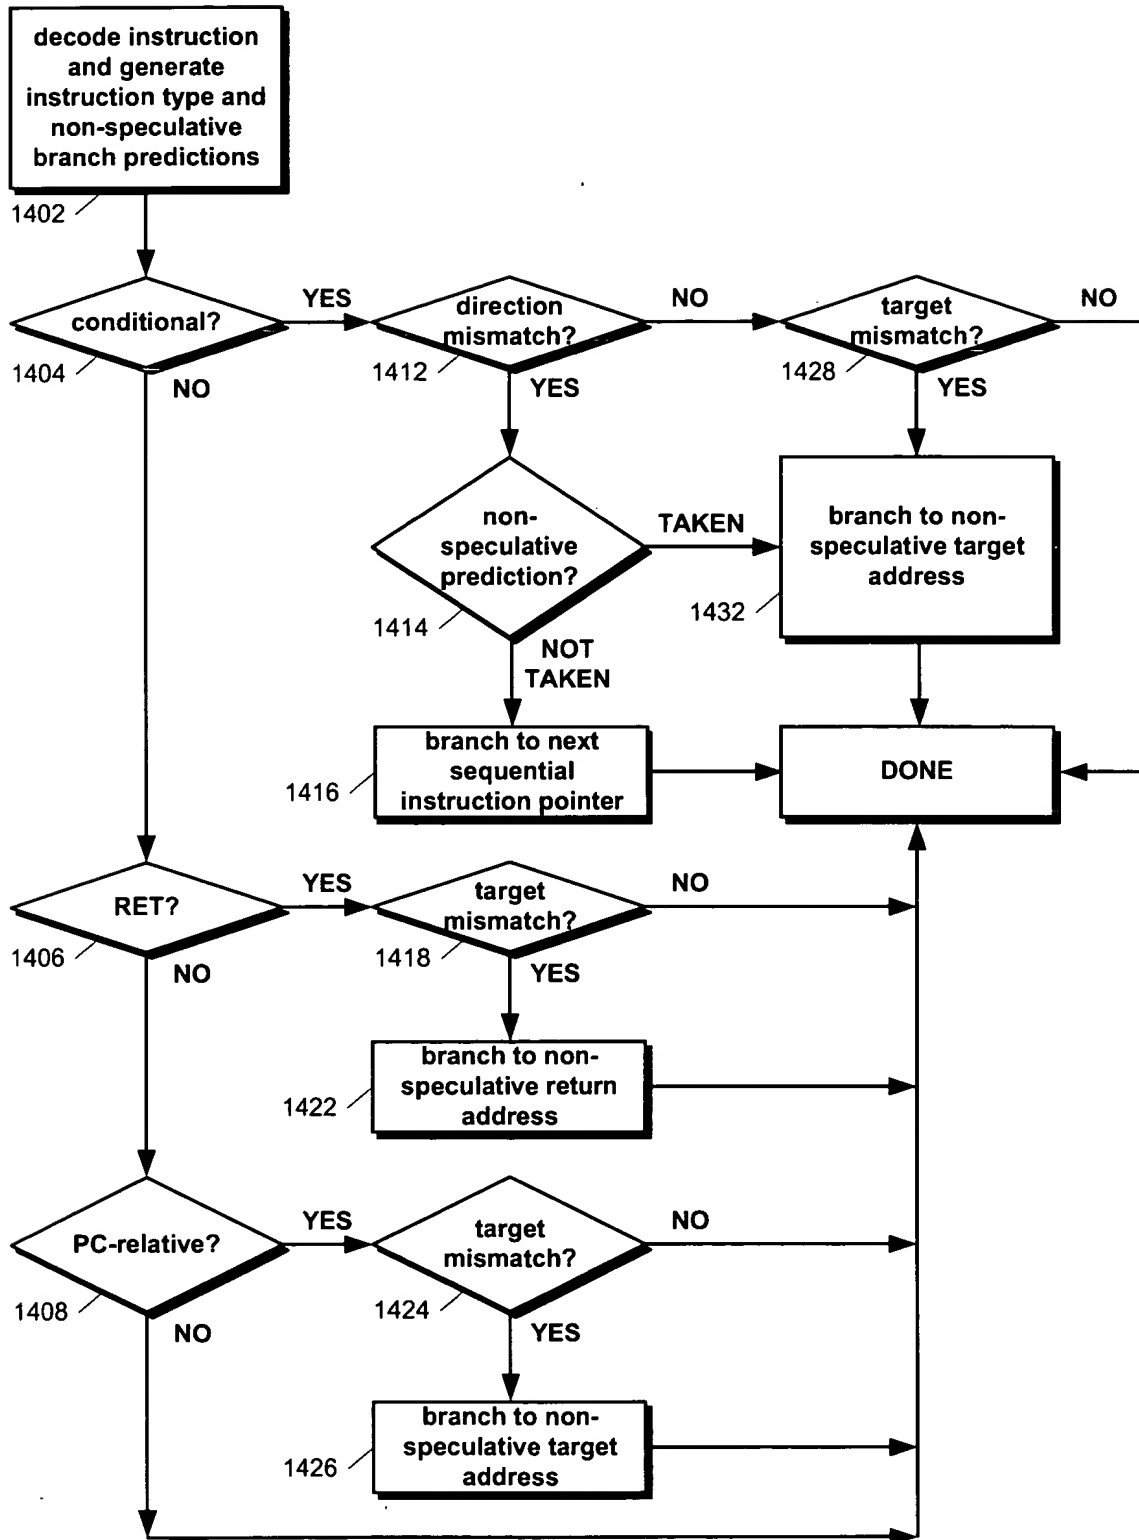 decode instruction
and generate
instruction type and
non-speculative
branch predictions
1402
conditional?
1404
YES
NO
direction
mismatch?
1412
NO
YES
target
mismatch?
1428
NO
YES
non-
speculative
prediction?
1414
TAKEN
NOT
TAKEN
branch to non-
speculative target
address
1432
branch to next
sequential
instruction pointer
1416
DONE
RET?
1406
YES
NO
target
mismatch?
1418
NO
YES
branch to non-
speculative return
address
1422
PC-relative?
1408
YES
NO
target
mismatch?
1424
NO
YES
branch to non-
speculative target
address
1426